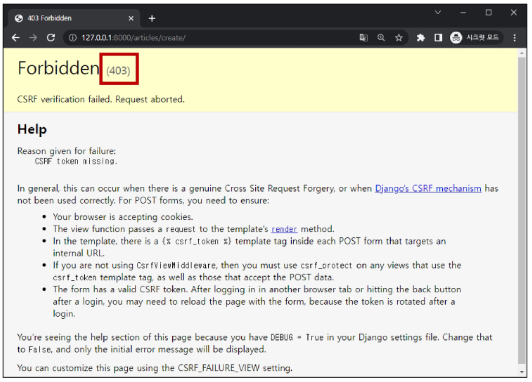 403 Forbidden
127.0.0.1:8000/articles/create/
시크릿 모드
Forbidden (403)
CSRF verification failed. Request aborted.
Help
Reason given for failure:
CSRF token missing.
In general, this can occur when there is a genuine Cross Site Request Forgery, or when Django's CSRF mechanism has
not been used correctly. For POST forms, you need to ensure:
• Your browser is accepting cookies.
• The view function passes a request to the template's render method.
• In the template, there is a {% csrf_token %} template tag inside each POST form that targets an
internal URL.
• If you are not using CsrfViewMiddleware, then you must use csrf_protect on any views that use the
csrf_token template tag, as well as those that accept the POST data.
• The form has a valid CSRF token. After logging in in another browser tab or hitting the back button
after a login, you may need to reload the page with the form, because the token is rotated after a
login.
You're seeing the help section of this page because you have DEBUG = True in your Django settings file. Change that
to False, and only the initial error message will be displayed.
You can customize this page using the CSRF_FAILURE_VIEW setting.